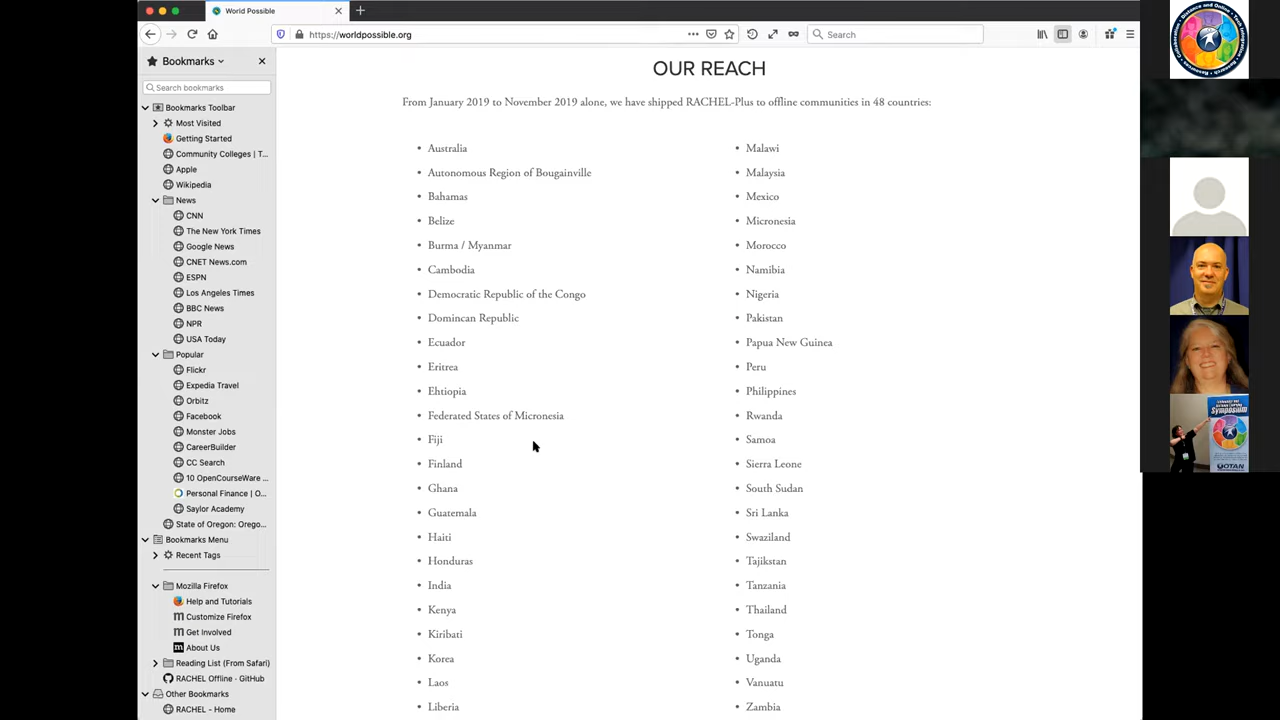 World Possible
https://worldpossible.org
Search
Bookmarks
Search bookmarks
Bookmarks Toolbar
Most Visited
Getting Started
Community Colleges | T...
Apple
Wikipedia
News
CNN
The New York Times
Google News
CNET News.com
ESPN
Los Angeles Times
BBC News
NPR
USA Today
Popular
Flickr
Expedia Travel
Orbitz
Facebook
Monster Jobs
CareerBuilder
CC Search
10 OpenCourseWare ...
Personal Finance | O...
Saylor Academy
State of Oregon: Orego...
Bookmarks Menu
Recent Tags
Mozilla Firefox
Help and Tutorials
Customize Firefox
Get Involved
About Us
Reading List (From Safari)
RACHEL Offline · GitHub
Other Bookmarks
RACHEL - Home
OUR REACH
From January 2019 to November 2019 alone, we have shipped RACHEL-Plus to offline communities in 48 countries:
• Australia
• Autonomous Region of Bougainville
• Bahamas
• Belize
• Burma / Myanmar
• Cambodia
• Democratic Republic of the Congo
• Domincan Republic
• Ecuador
• Eritrea
• Ehtiopia
• Federated States of Micronesia
• Fiji
• Finland
• Ghana
• Guatemala
• Haiti
• Honduras
• India
• Kenya
• Kiribati
• Korea
• Laos
• Liberia
• Malawi
• Malaysia
• Mexico
• Micronesia
• Morocco
• Namibia
• Nigeria
• Pakistan
• Papua New Guinea
• Peru
• Philippines
• Rwanda
• Samoa
• Sierra Leone
• South Sudan
• Sri Lanka
• Swaziland
• Tajikstan
• Tanzania
• Thailand
• Tonga
• Uganda
• Vanuatu
• Zambia
Symposium
OTAN